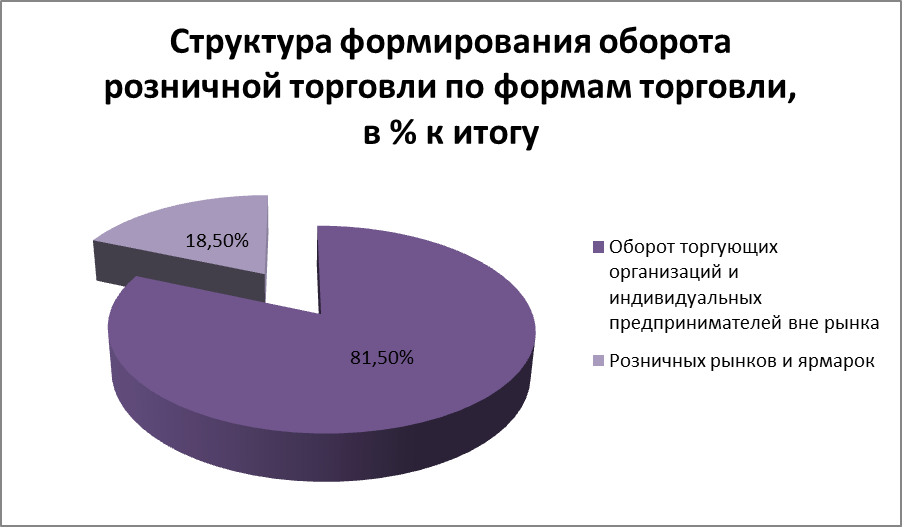 Структура формирования оборота
розничной торговли по формам торговли,
в % к итогу
18,50%
81,50%
Оборот торгующих
организаций и
индивидуальных
предпринимателей вне рынка
Розничных рынков и ярмарок